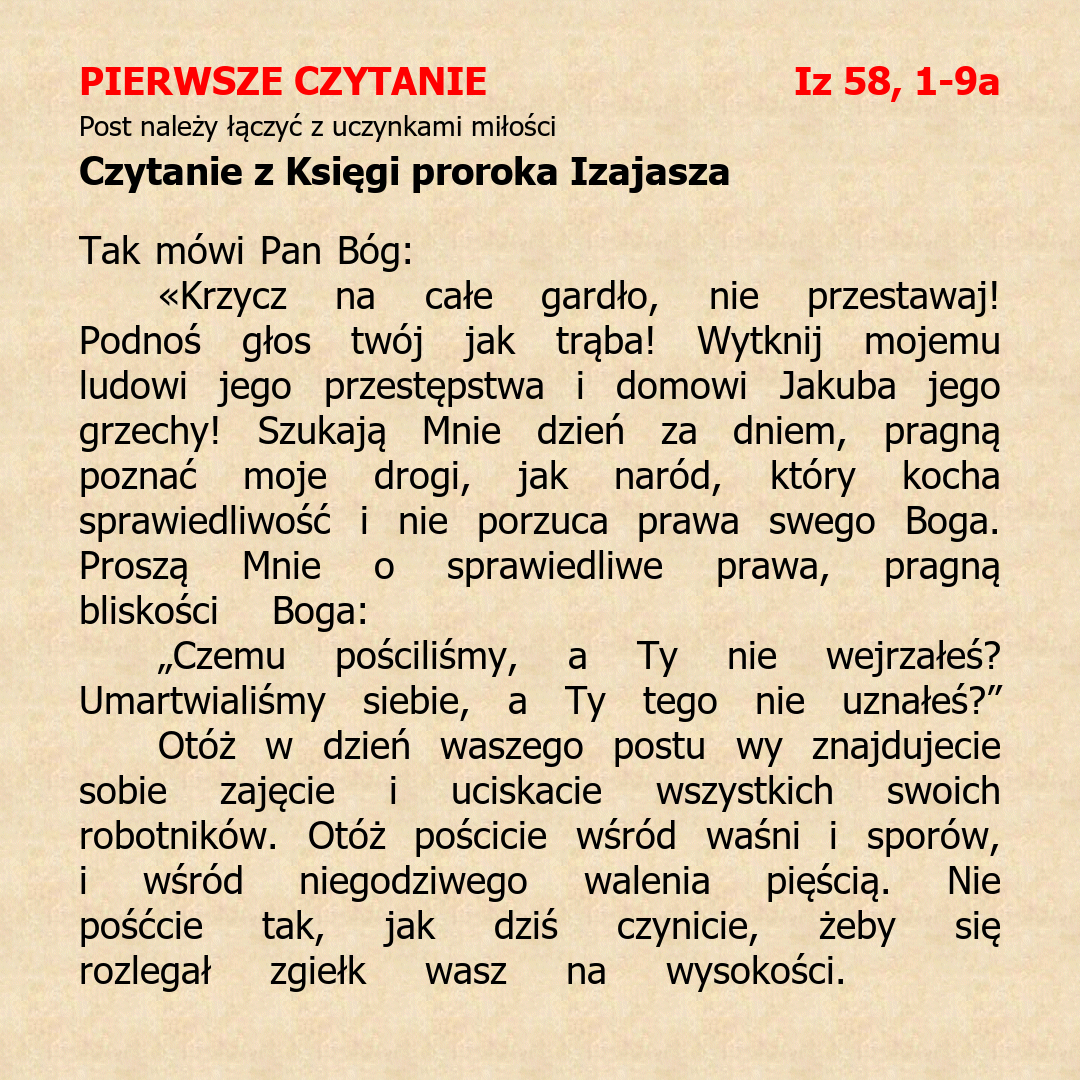 PIERWSZE CZYTANIE Iz 58, 1-9a
Post należy łączyć z uczynkami miłości
Czytanie z Księgi proroka Izajasza
Tak mówi Pan Bóg:
«Krzycz na całe gardło, nie przestawaj!
Podnoś głos twój jak trąba! Wytknij mojemu
ludowi jego przestępstwa i domowi Jakuba jego
grzechy! Szukają Mnie dzień za dniem, pragną
poznać moje drogi, jak naród, który kocha
sprawiedliwość i nie porzuca prawa swego Boga.
Proszą Mnie o sprawiedliwe prawa, pragną
bliskości Boga:
„Czemu pościliśmy, a Ty nie wejrzałeś?
Umartwialiśmy siebie, a Ty tego nie uznałeś?”
Otóż w dzień waszego postu wy znajdujecie
sobie zajęcie i uciskacie wszystkich swoich
robotników. Otóż pościcie wśród waśni i sporów,
i wśród niegodziwego walenia pięścią. Nie
pośćcie tak, jak dziś czynicie, żeby się
rozlegał zgiełk wasz na wysokości.